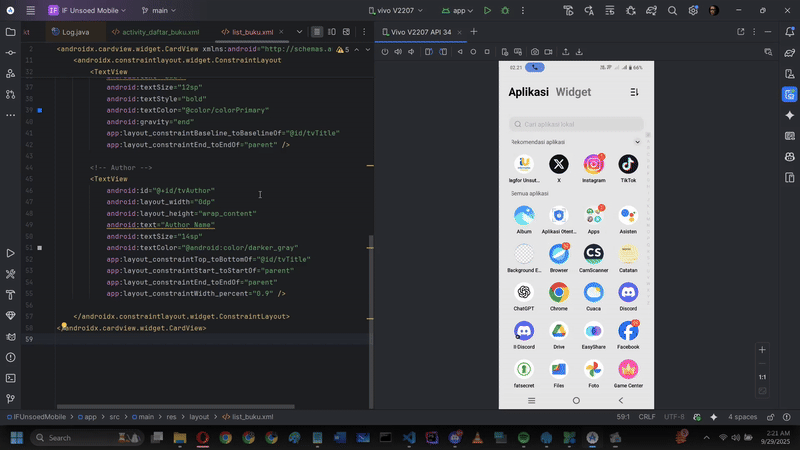 IF
IF Unsoed Mobile
main
vivo V2207
app
Log.java
activity_daftar_buku.xml
list_buku.xml
Vivo V2207 API 34
<androidx.cardview.widget.CardView xmlns:android="http://schemas.a
5
11
<androidx.constraintlayout.widget.ConstraintLayout
32
<TextView
37
android:textSize="12sp"
38
android:textStyle="bold"
39
android:textColor="@color/colorPrimary"
40
android:gravity="end"
41
app:layout_constraintBaseline_toBaselineOf="@id/tvTitle"
42
app:layout_constraintEnd_toEndOf="parent" />
43
44
<!-- Author -->
45
<TextView
46
android:id="@+id/tvAuthor"
47
android:layout_width="0dp"
48
android:layout_height="wrap_content"
49
android:text="Author Name"
50
android:textSize="14sp"
51
android:textColor="@android:color/darker_gray"
52
app:layout_constraintTop_toBottomOf="@id/tvTitle"
53
app:layout_constraintStart_toStartOf="parent"
54
app:layout_constraintEnd_toEndOf="parent"
55
app:layout_constraintWidth_percent="0.9" />
56
57
</androidx.constraintlayout.widget.ConstraintLayout>
58
</androidx.cardview.widget.CardView>
59
02.21
66%
Aplikasi Widget
Cari aplikasi lokal
Rekomendasi aplikasi
X
Instagram
TikTok
Semua aplikasi
Album
Aplikasi Otent...
Apps
Asisten
Background E...
Browser
CamScanner
Catatan
ChatGPT
Chrome
Cuaca
Discord
Discord
Drive
EasyShare
Facebook
fatsecret
Files
Foto
Game Center
1:1
IFUnsoedMobile
app
src
main
res
layout
list_buku.xml
59:1
CRLF
UTF-8
4 spaces
Search
2:21 AM
9/29/2025